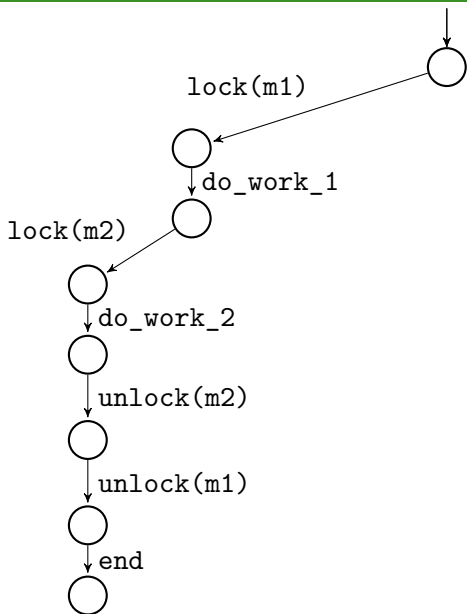 lock(m1)
do_work_1
lock(m2)
do_work_2
unlock(m2)
unlock(m1)
end